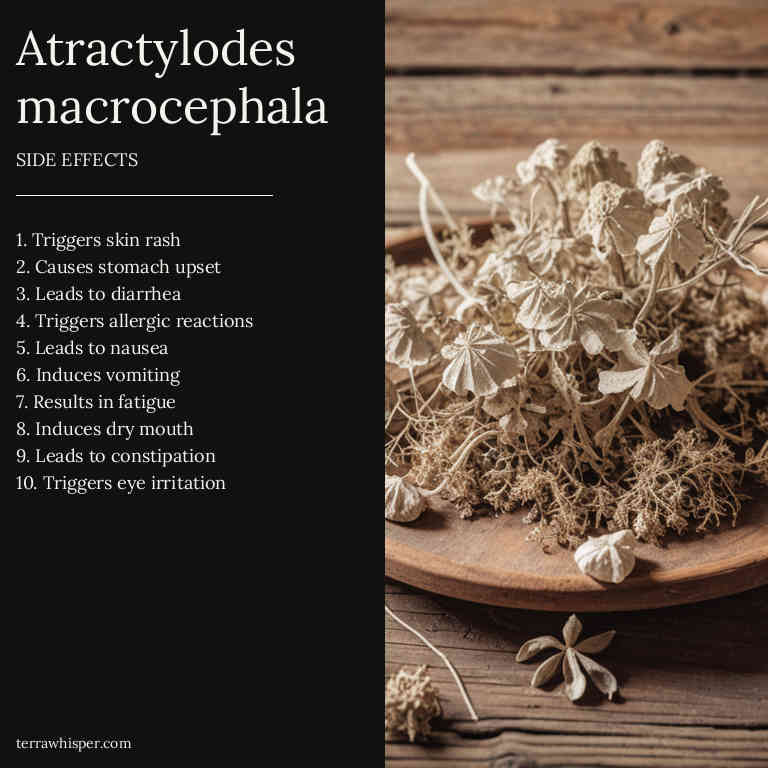 Atractylodes
macrocephala
SIDE EFFECTS
1. Triggers skin rash
2. Causes stomach upset
3. Leads to diarrhea
4. Triggers allergic reactions
5. Leads to nausea
6. Induces vomiting
7. Results in fatigue
8. Induces dry mouth
9. Leads to constipation
10. Triggers eye irritation
terrawhisper.com